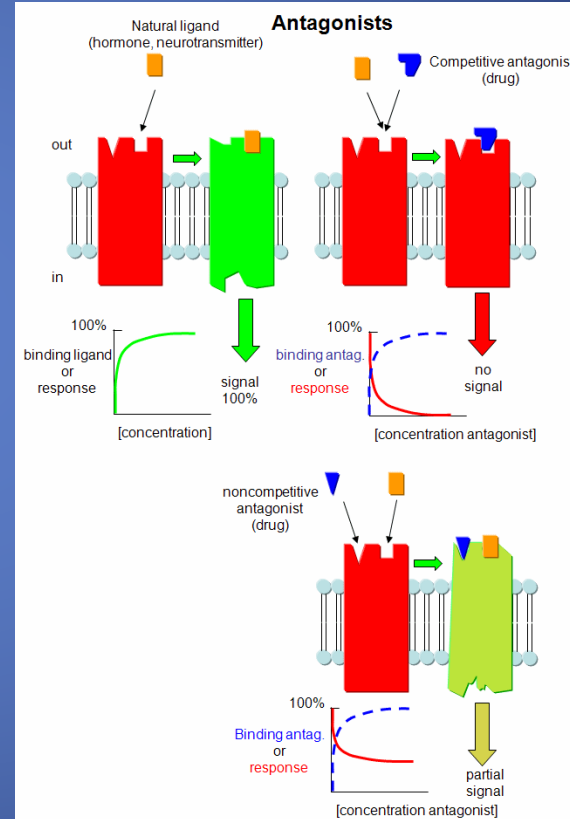 Antagonists
Natural ligand
(hormone, neurotransmitter)
Competitive antagonis
(drug)
out
in
100%
binding ligand
or
response
[concentration]
signal
100%
100%
binding antag.
or
response
[concentration antagonist]
no
signal
noncompetitive
antagonist
(drug)
100%
Binding antag.
or
response
[concentration antagonist]
partial
signal